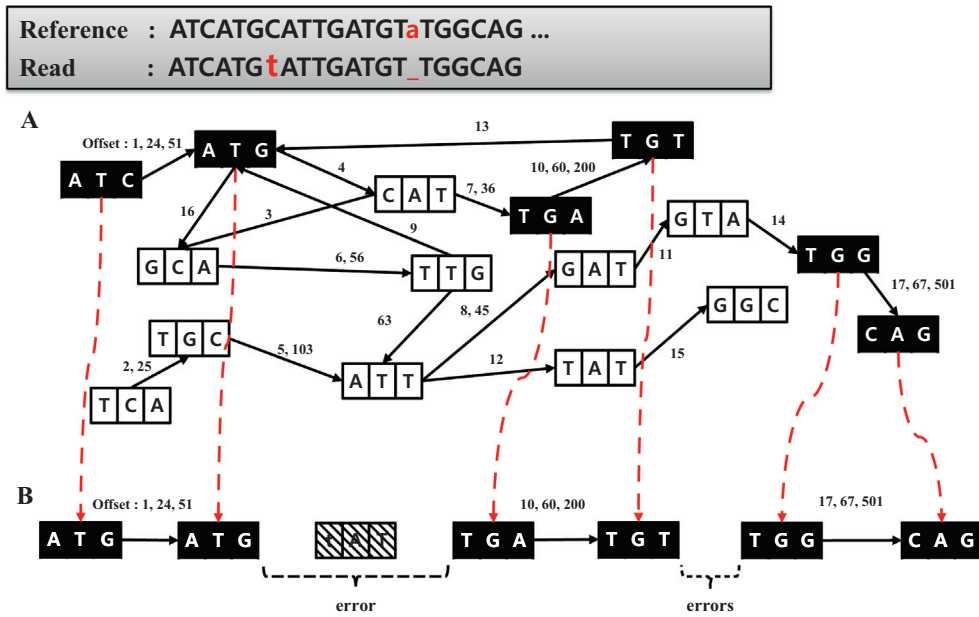 Reference : ATCATGCATTGATGTaTGGCAG ...
Read : ATCATGtATTGATGT_TGGCAG
A
Offset : 1, 24, 51
13
ATG
TGT
ATC
4
10, 60, 200
CAT
7, 36
TGA
16
3
9
GTA
14
GCA
6, 56
TTG
GAT
11
TGG
17, 67, 501
63
8, 45
GGC
CAG
TGC
2, 25
5, 103
ATT
12
TAT
15
TCA
B
Offset : 1, 24, 51
10, 60, 200
17, 67, 501
ATG
ATG
TGA
TGT
TGG
CAG
error
errors